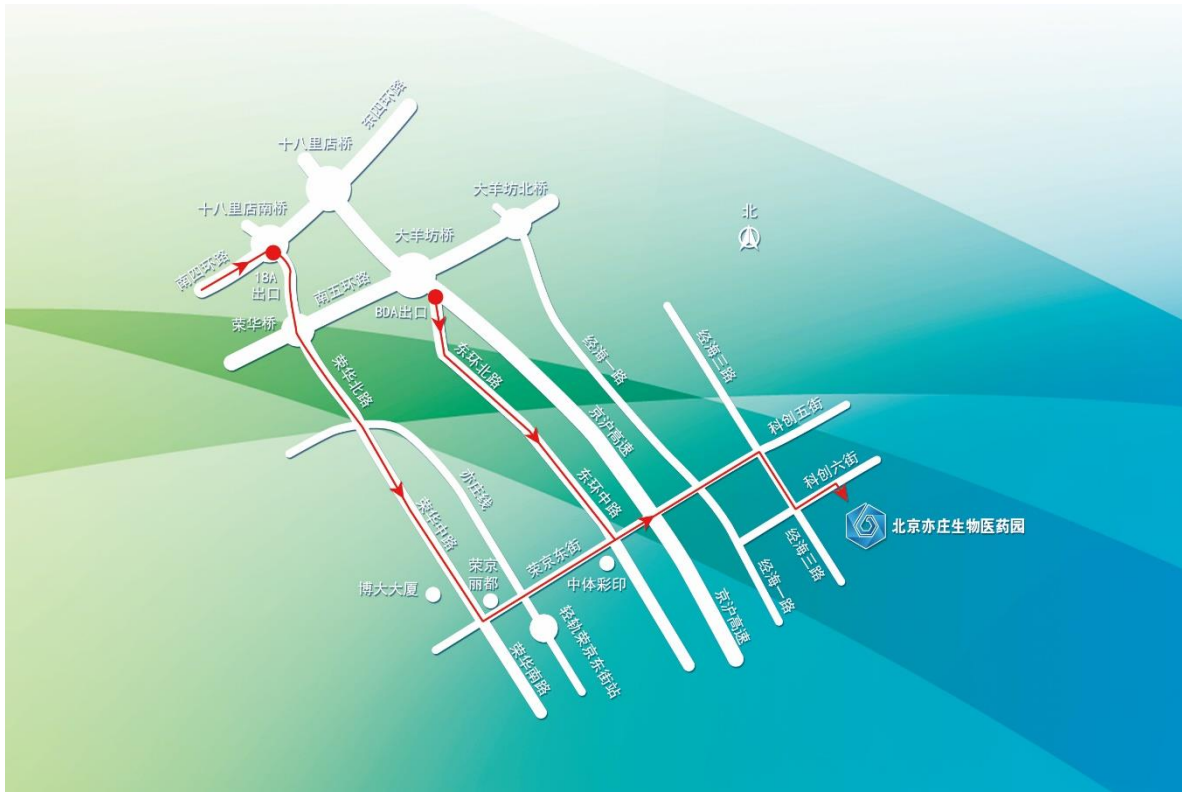 东四环路
十八里店桥
大羊坊北桥
十八里店南桥
北
大羊坊桥
南四环路
18A
出口
南五环路
BDA出口
荣华桥
东环北路
经海一路
经海三路
荣华北路
京沪高速
科创五街
亦庄线
东环中路
科创六街
荣华中路
北京亦庄生物医药园
荣京东街
经海三路
荣京
丽都
博大大厦
中体彩印
经海一路
京沪高速
轻轨荣京东街站
荣华南路